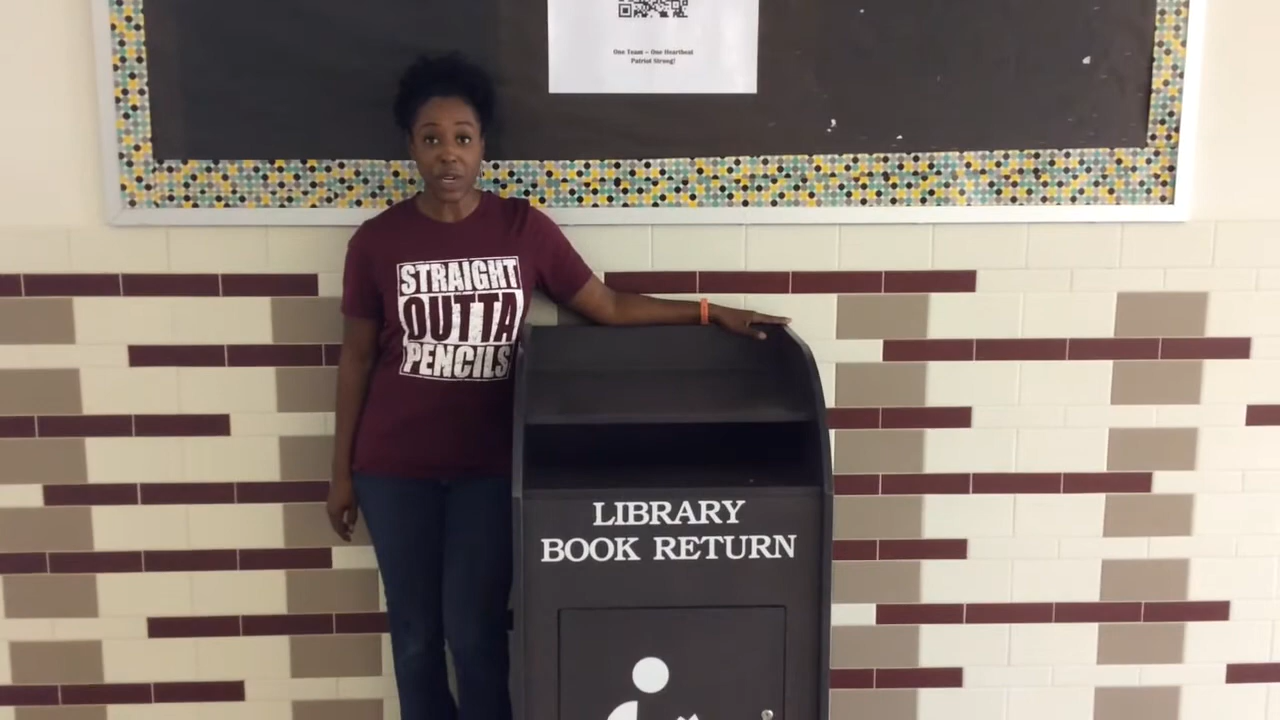 One Team – One Heartbeat
Patriot Strong!
STRAIGHT
OUTTA
PENCILS
LIBRARY
BOOK RETURN